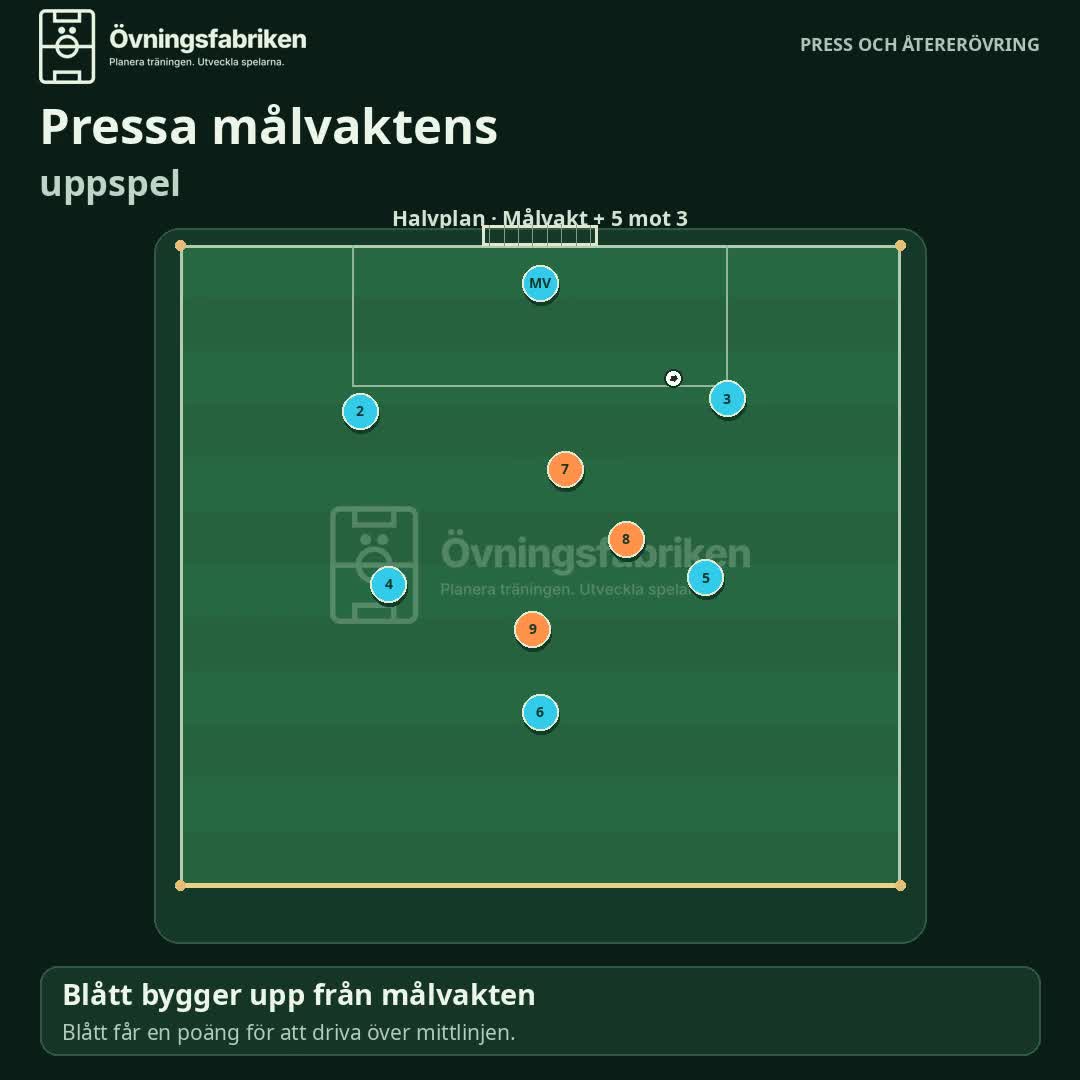 Övningsfabriken
Planera träningen. Utveckla spelarna.
PRESS OCH ÅTERERÖVRING
Pressa målvaktens
uppspel
Halvplan · Målvakt + 5 mot 3
MV
2
3
7
8
Övningsfabriken
Planera träningen. Utveckla spelarna.
4
5
9
6
Blått bygger upp från målvakten
Blått får en poäng för att driva över mittlinjen.